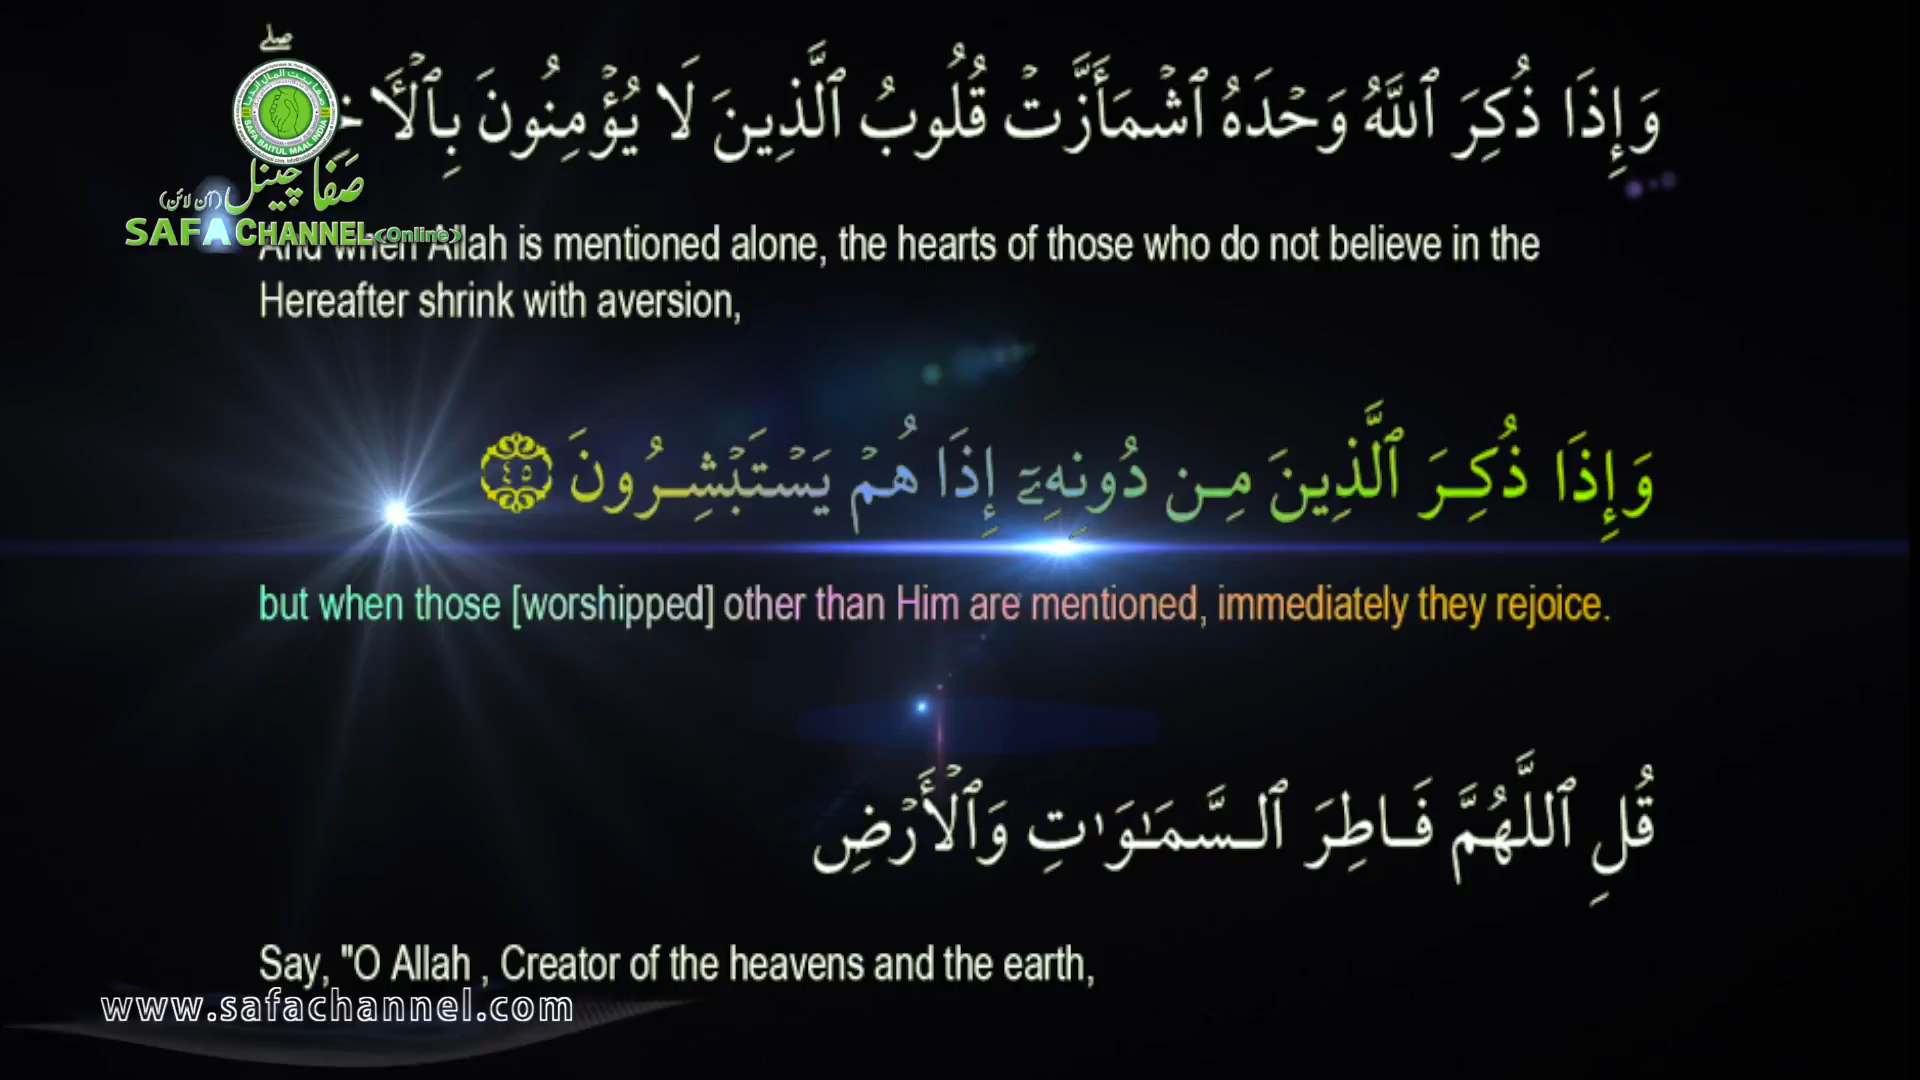 وَإِذَا ذُكِرَ ٱللَّهُ وَحْدَهُ ٱشْمَأَزَّتْ قُلُوبُ ٱلَّذِينَ لَا يُؤْمِنُونَ
صفا چینل
(آن لائن)
SAFA CHANNEL (Online)
And when Allah is mentioned alone, the hearts of those who do not believe in the
Hereafter shrink with aversion,
وَإِذَا ذُكِرَ ٱلَّذِينَ مِن دُونِهِۦٓ إِذَا هُمْ يَسْتَبْشِرُونَ ٤٥
but when those [worshipped] other than Him are mentioned, immediately they rejoice.
قُلِ ٱللَّهُمَّ فَاطِرَ ٱلسَّمَٰوَٰتِ وَٱلْأَرْضِ
Say, "O Allah , Creator of the heavens and the earth,
www.safachannel.com